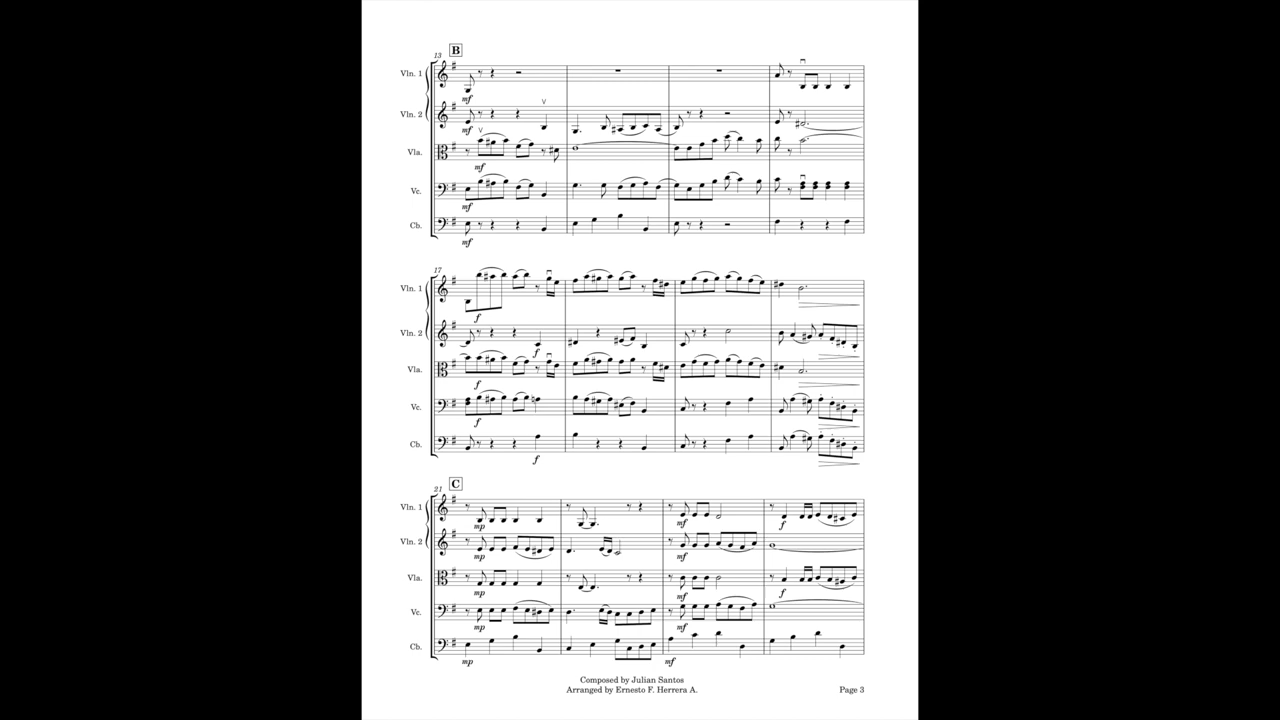 B
13
Vln. 1
mf
Vln. 2
mf
Vla.
mf
Vc.
mf
Cb.
mf
17
Vln. 1
f
Vln. 2
f
Vla.
f
Vc.
f
Cb.
f
C
21
Vln. 1
mp mf f
Vln. 2
mp mf
Vla.
mp mf f
Vc.
mp mf
Cb.
mp mf
Composed by Julian Santos
Arranged by Ernesto F. Herrera A.
Page 3